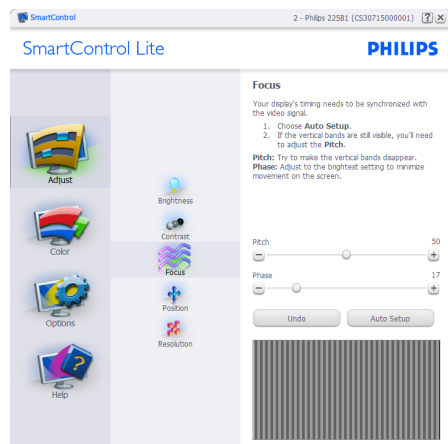 SmartControl
2 - Philips 225B1 (CS30715000001)
SmartControl Lite
PHILIPS
Adjust
Color
Options
Help
Brightness
Contrast
Focus
Position
Resolution
Focus
Your display's timing needs to be synchronized with
the video signal.
1. Choose Auto Setup.
2. If the vertical bands are still visible, you'll need
to adjust the Pitch.
Pitch: Try to make the vertical bands disappear.
Phase: Adjust to the brightest setting to minimize
movement on the screen.
Pitch 50
Phase 17
Undo Auto Setup